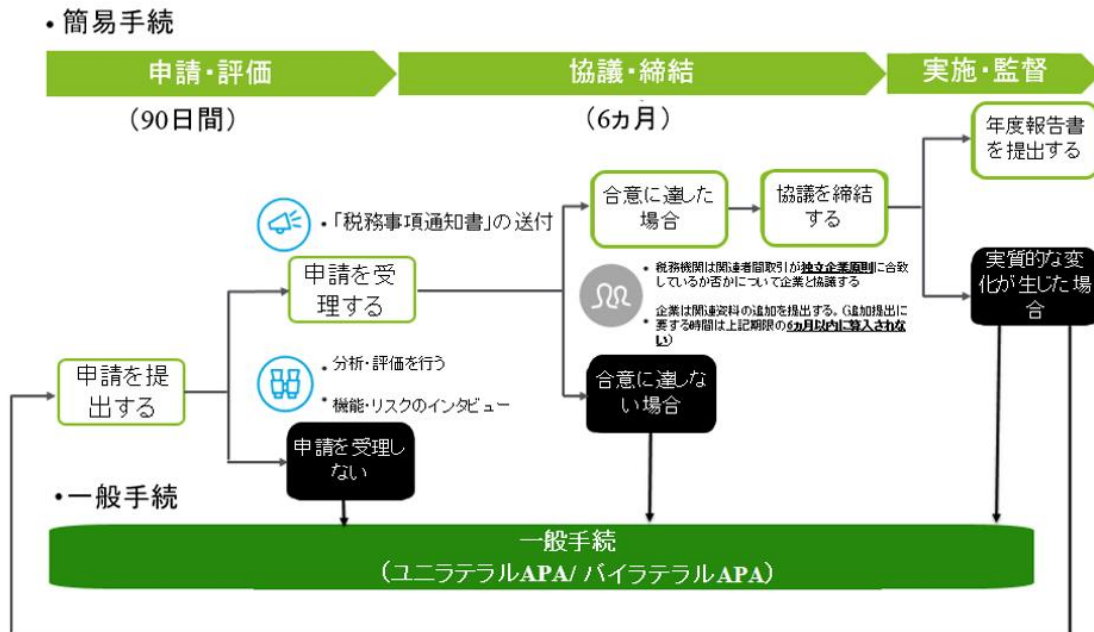 • 簡易手続
申請・評価
協議・締結
実施・監督
(90日間)
(6ヵ月)
年度報告書
を提出する
合意に達した
場合
協議を締結
する
• 「税務事項通知書」の送付
申請を受
理する
• 税務機関は関連者間取引が独立企業原則に合致
しているか否かについて企業と協議する
• 企業は関連資料の追加を提出する。(追加提出に
要する時間は上記期限の6ヵ月以内に算入されな
い)
実質的な変
化が生じた場
合
申請を提
出する
• 分析・評価を行う
• 機能・リスクのインタビュー
合意に達しな
い場合
申請を受理し
ない
• 一般手続
一般手続
(ユニラテラルAPA/ バイラテラルAPA)